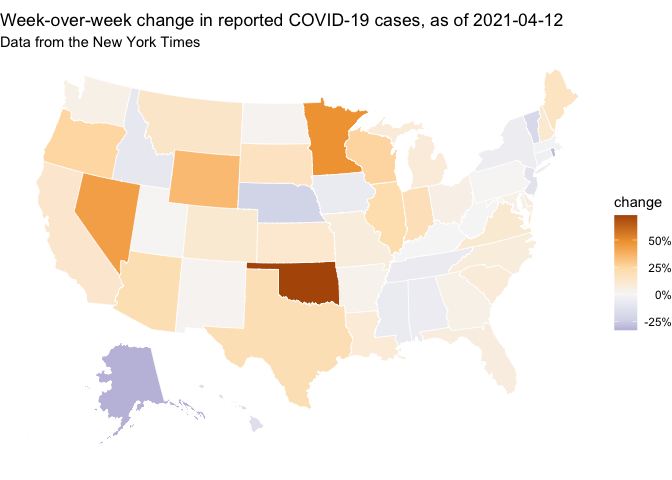 Week-over-week change in reported COVID-19 cases, as of 2021-04-12
Data from the New York Times
change
50%
25%
0%
-25%